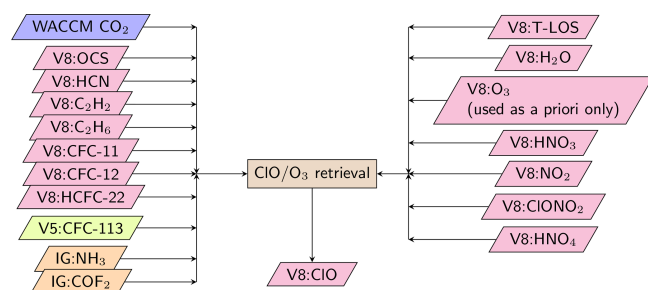 WACCM CO₂
V8:OCS
V8:HCN
V8:C₂H₂
V8:C₂H₆
V8:CFC-11
V8:CFC-12
V8:HCFC-22
V5:CFC-113
IG:NH₃
IG:COF₂
ClO/O₃ retrieval
V8:ClO
V8:T-LOS
V8:H₂O
V8:O₃
(used as a priori only)
V8:HNO₃
V8:NO₂
V8:ClONO₂
V8:HNO₄